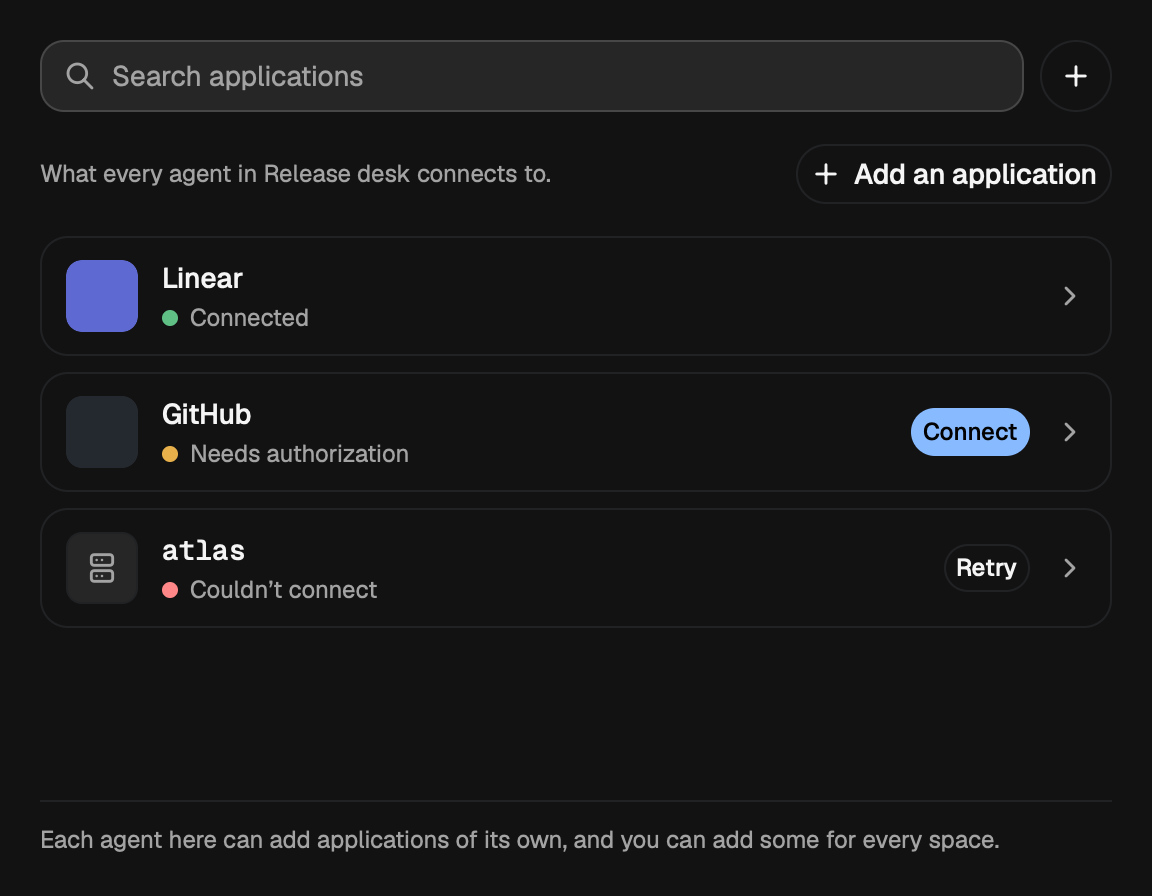 Search applications
What every agent in Release desk connects to.
Add an application
Linear
Connected
GitHub
Needs authorization
Connect
atlas
Couldn’t connect
Retry
Each agent here can add applications of its own, and you can add some for every space.